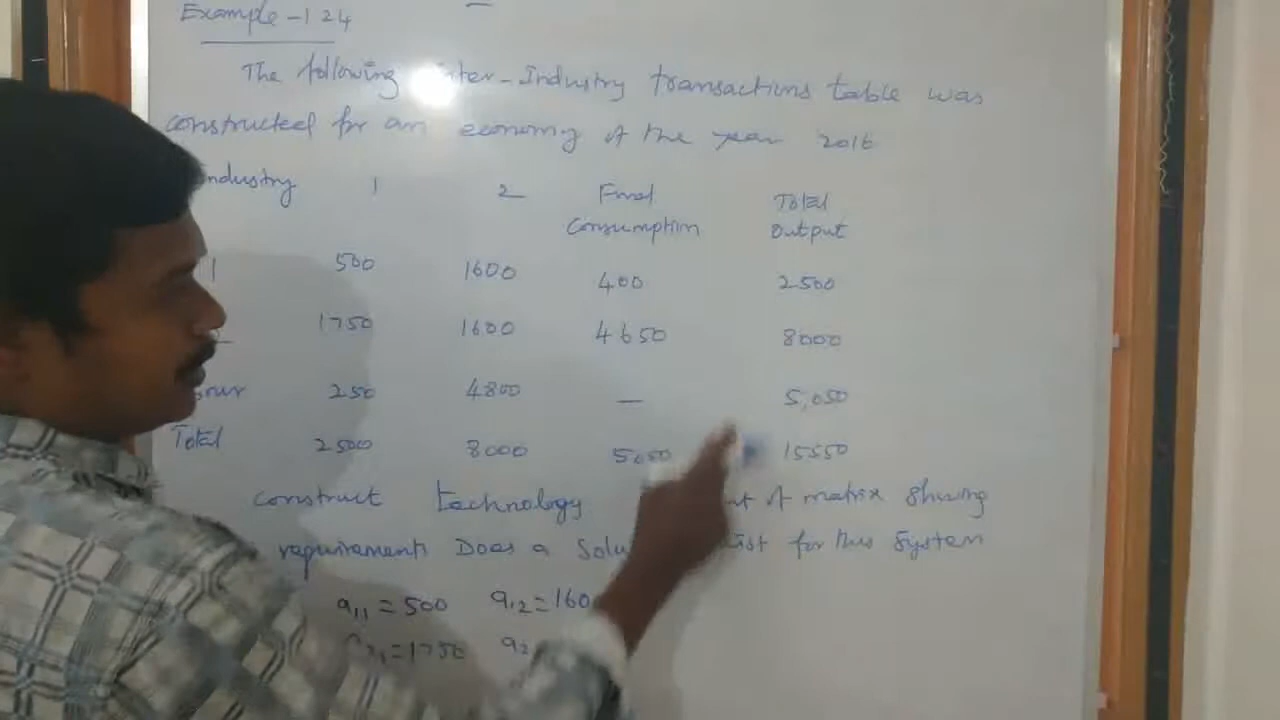 Example - 1 24
The following Inter - Industry transactions table was
constructed for an economy of the year 2016
Industry 1 2 Final Consumption Total output
1 500 1600 400 2500
1750 1600 4650 8000
250 4800 — 5,050
Total 2500 8000 5050 15550
construct technology of matrix showing
requirements Does a for this system
a11 = 500 a12 = 160
= 1750